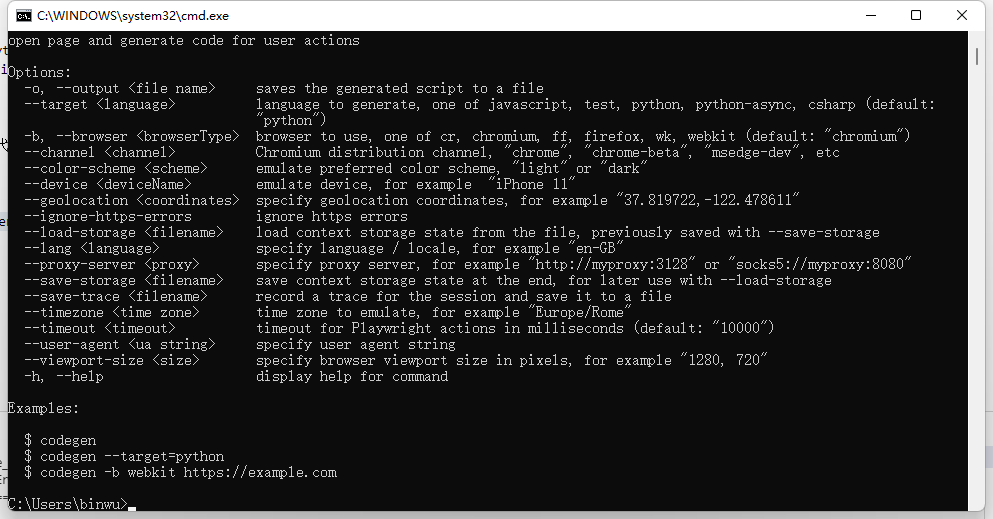 C:\WINDOWS\system32\cmd.exe
open page and generate code for user actions
Options:
-o, --output <file name> saves the generated script to a file
--target <language> language to generate, one of javascript, test, python, python-async, csharp (default:
"python")
-b, --browser <browserType> browser to use, one of cr, chromium, ff, firefox, wk, webkit (default: "chromium")
--channel <channel> Chromium distribution channel, "chrome", "chrome-beta", "msedge-dev", etc
--color-scheme <scheme> emulate preferred color scheme, "light" or "dark"
--device <deviceName> emulate device, for example "iPhone 11"
--geolocation <coordinates> specify geolocation coordinates, for example "37.819722,-122.478611"
--ignore-https-errors ignore https errors
--load-storage <filename> load context storage state from the file, previously saved with --save-storage
--lang <language> specify language / locale, for example "en-GB"
--proxy-server <proxy> specify proxy server, for example "http://myproxy:3128" or "socks5://myproxy:8080"
--save-storage <filename> save context storage state at the end, for later use with --load-storage
--save-trace <filename> record a trace for the session and save it to a file
--timezone <time zone> time zone to emulate, for example "Europe/Rome"
--timeout <timeout> timeout for Playwright actions in milliseconds (default: "10000")
--user-agent <ua string> specify user agent string
--viewport-size <size> specify browser viewport size in pixels, for example "1280, 720"
-h, --help display help for command
Examples:
$ codegen
$ codegen --target=python
$ codegen -b webkit https://example.com
C:\Users\binwu>